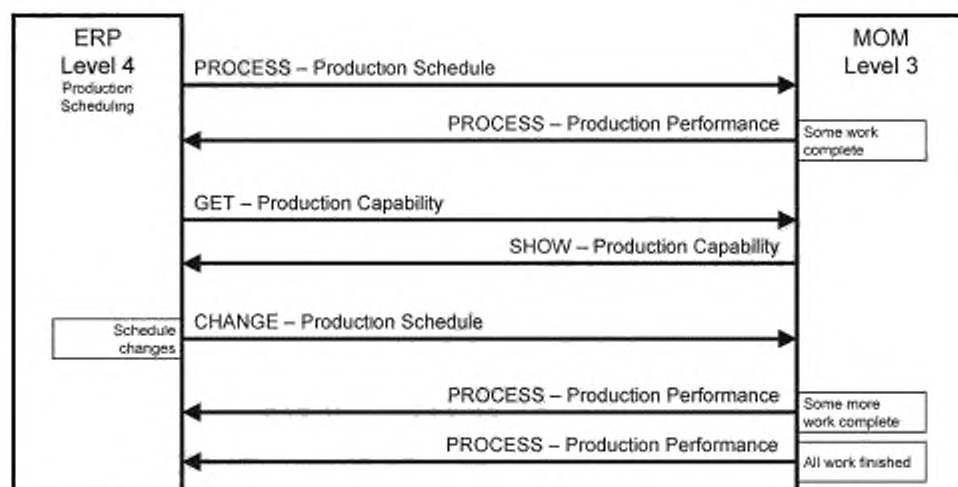 ERP
Level 4
Production
Scheduling
MOM
Level 3
PROCESS – Production Schedule
PROCESS – Production Performance
Some work
complete
GET – Production Capability
SHOW – Production Capability
Schedule
changes
CHANGE – Production Schedule
PROCESS – Production Performance
Some more
work complete
PROCESS – Production Performance
All work finished